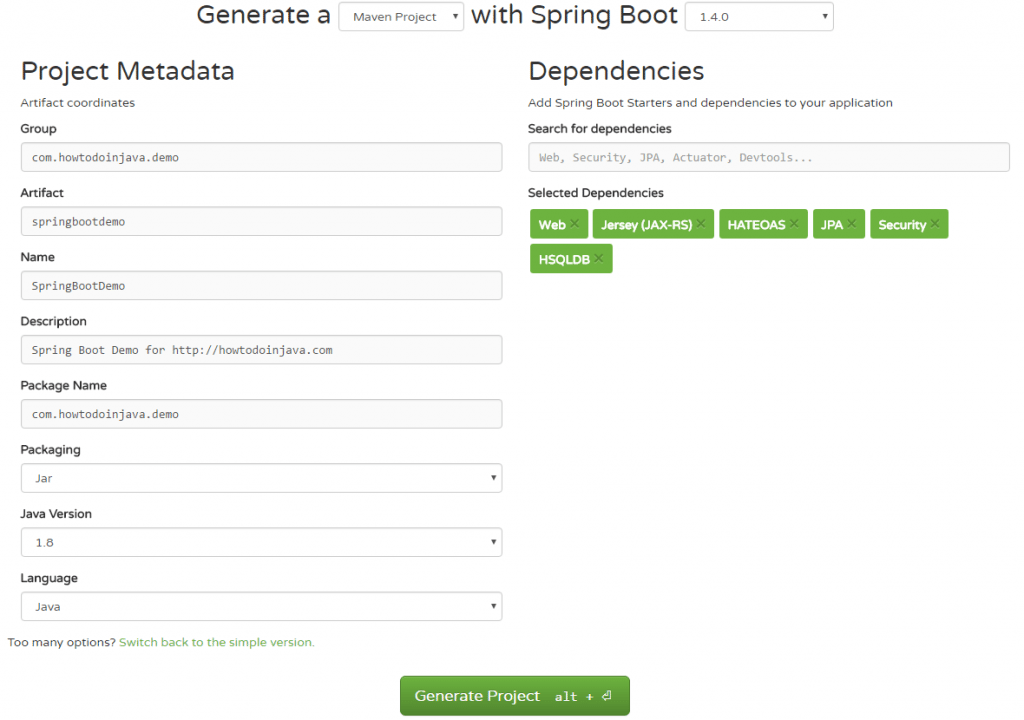 Generate a Maven Project with Spring Boot 1.4.0
Project Metadata
Artifact coordinates
Group
com.howtodoinjava.demo
Artifact
springbootdemo
Name
SpringBootDemo
Description
Spring Boot Demo for http://howtodoinjava.com
Package Name
com.howtodoinjava.demo
Packaging
Jar
Java Version
1.8
Language
Java
Too many options? Switch back to the simple version.
Dependencies
Add Spring Boot Starters and dependencies to your application
Search for dependencies
Web, Security, JPA, Actuator, Devtools...
Selected Dependencies
Web × Jersey (JAX-RS) × HATEOAS × JPA × Security ×
HSQLDB ×
Generate Project alt + ⏎